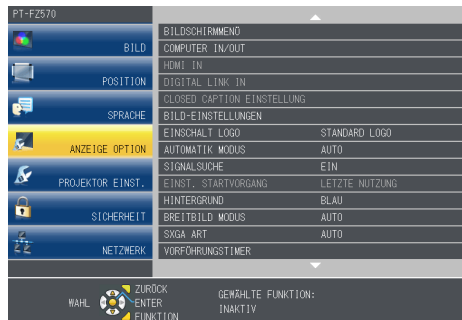 PT-FZ570
BILD
POSITION
SPRACHE
ANZEIGE OPTION
PROJEKTOR EINST.
SICHERHEIT
NETZWERK
BILDSCHIRMMENÖ
COMPUTER IN/OUT
HDMI IN
DIGITAL LINK IN
CLOSED CAPTION EINSTELLUNG
BILD-EINSTELLUNGEN
EINSCHALT LOGO STANDARD LOGO
AUTOMATIK MODUS AUTO
SIGNALSUCHE EIN
EINST. STARTVORGANG LETZTE NUTZUNG
HINTERGRUND BLAU
BREITBILD MODUS AUTO
SXGA ART AUTO
VORFÜHRUNGSTIMER
WAHL
ZURÜCK
ENTER
FUNKTION
GEWÄHLTE FUNKTION:
INAKTIV